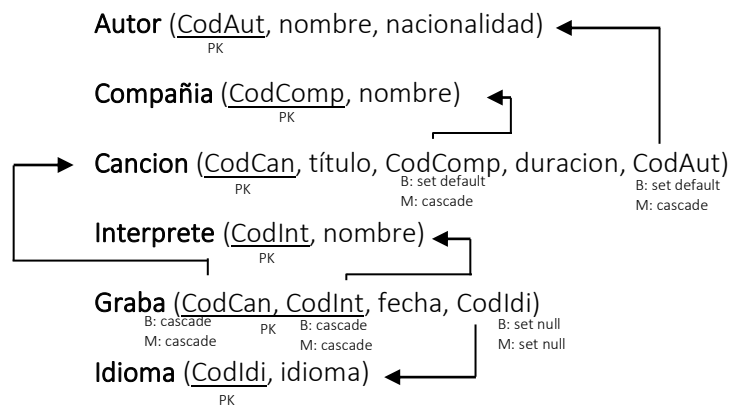 Autor (CodAut, nombre, nacionalidad)
PK
Compañia (CodComp, nombre)
PK
Cancion (CodCan, título, CodComp, duracion, CodAut)
PK
B: set default
M: cascade
B: set default
M: cascade
Interprete (CodInt, nombre)
PK
Graba (CodCan, CodInt, fecha, CodIdi)
B: cascade
M: cascade
PK
B: cascade
M: cascade
B: set null
M: set null
Idioma (CodIdi, idioma)
PK